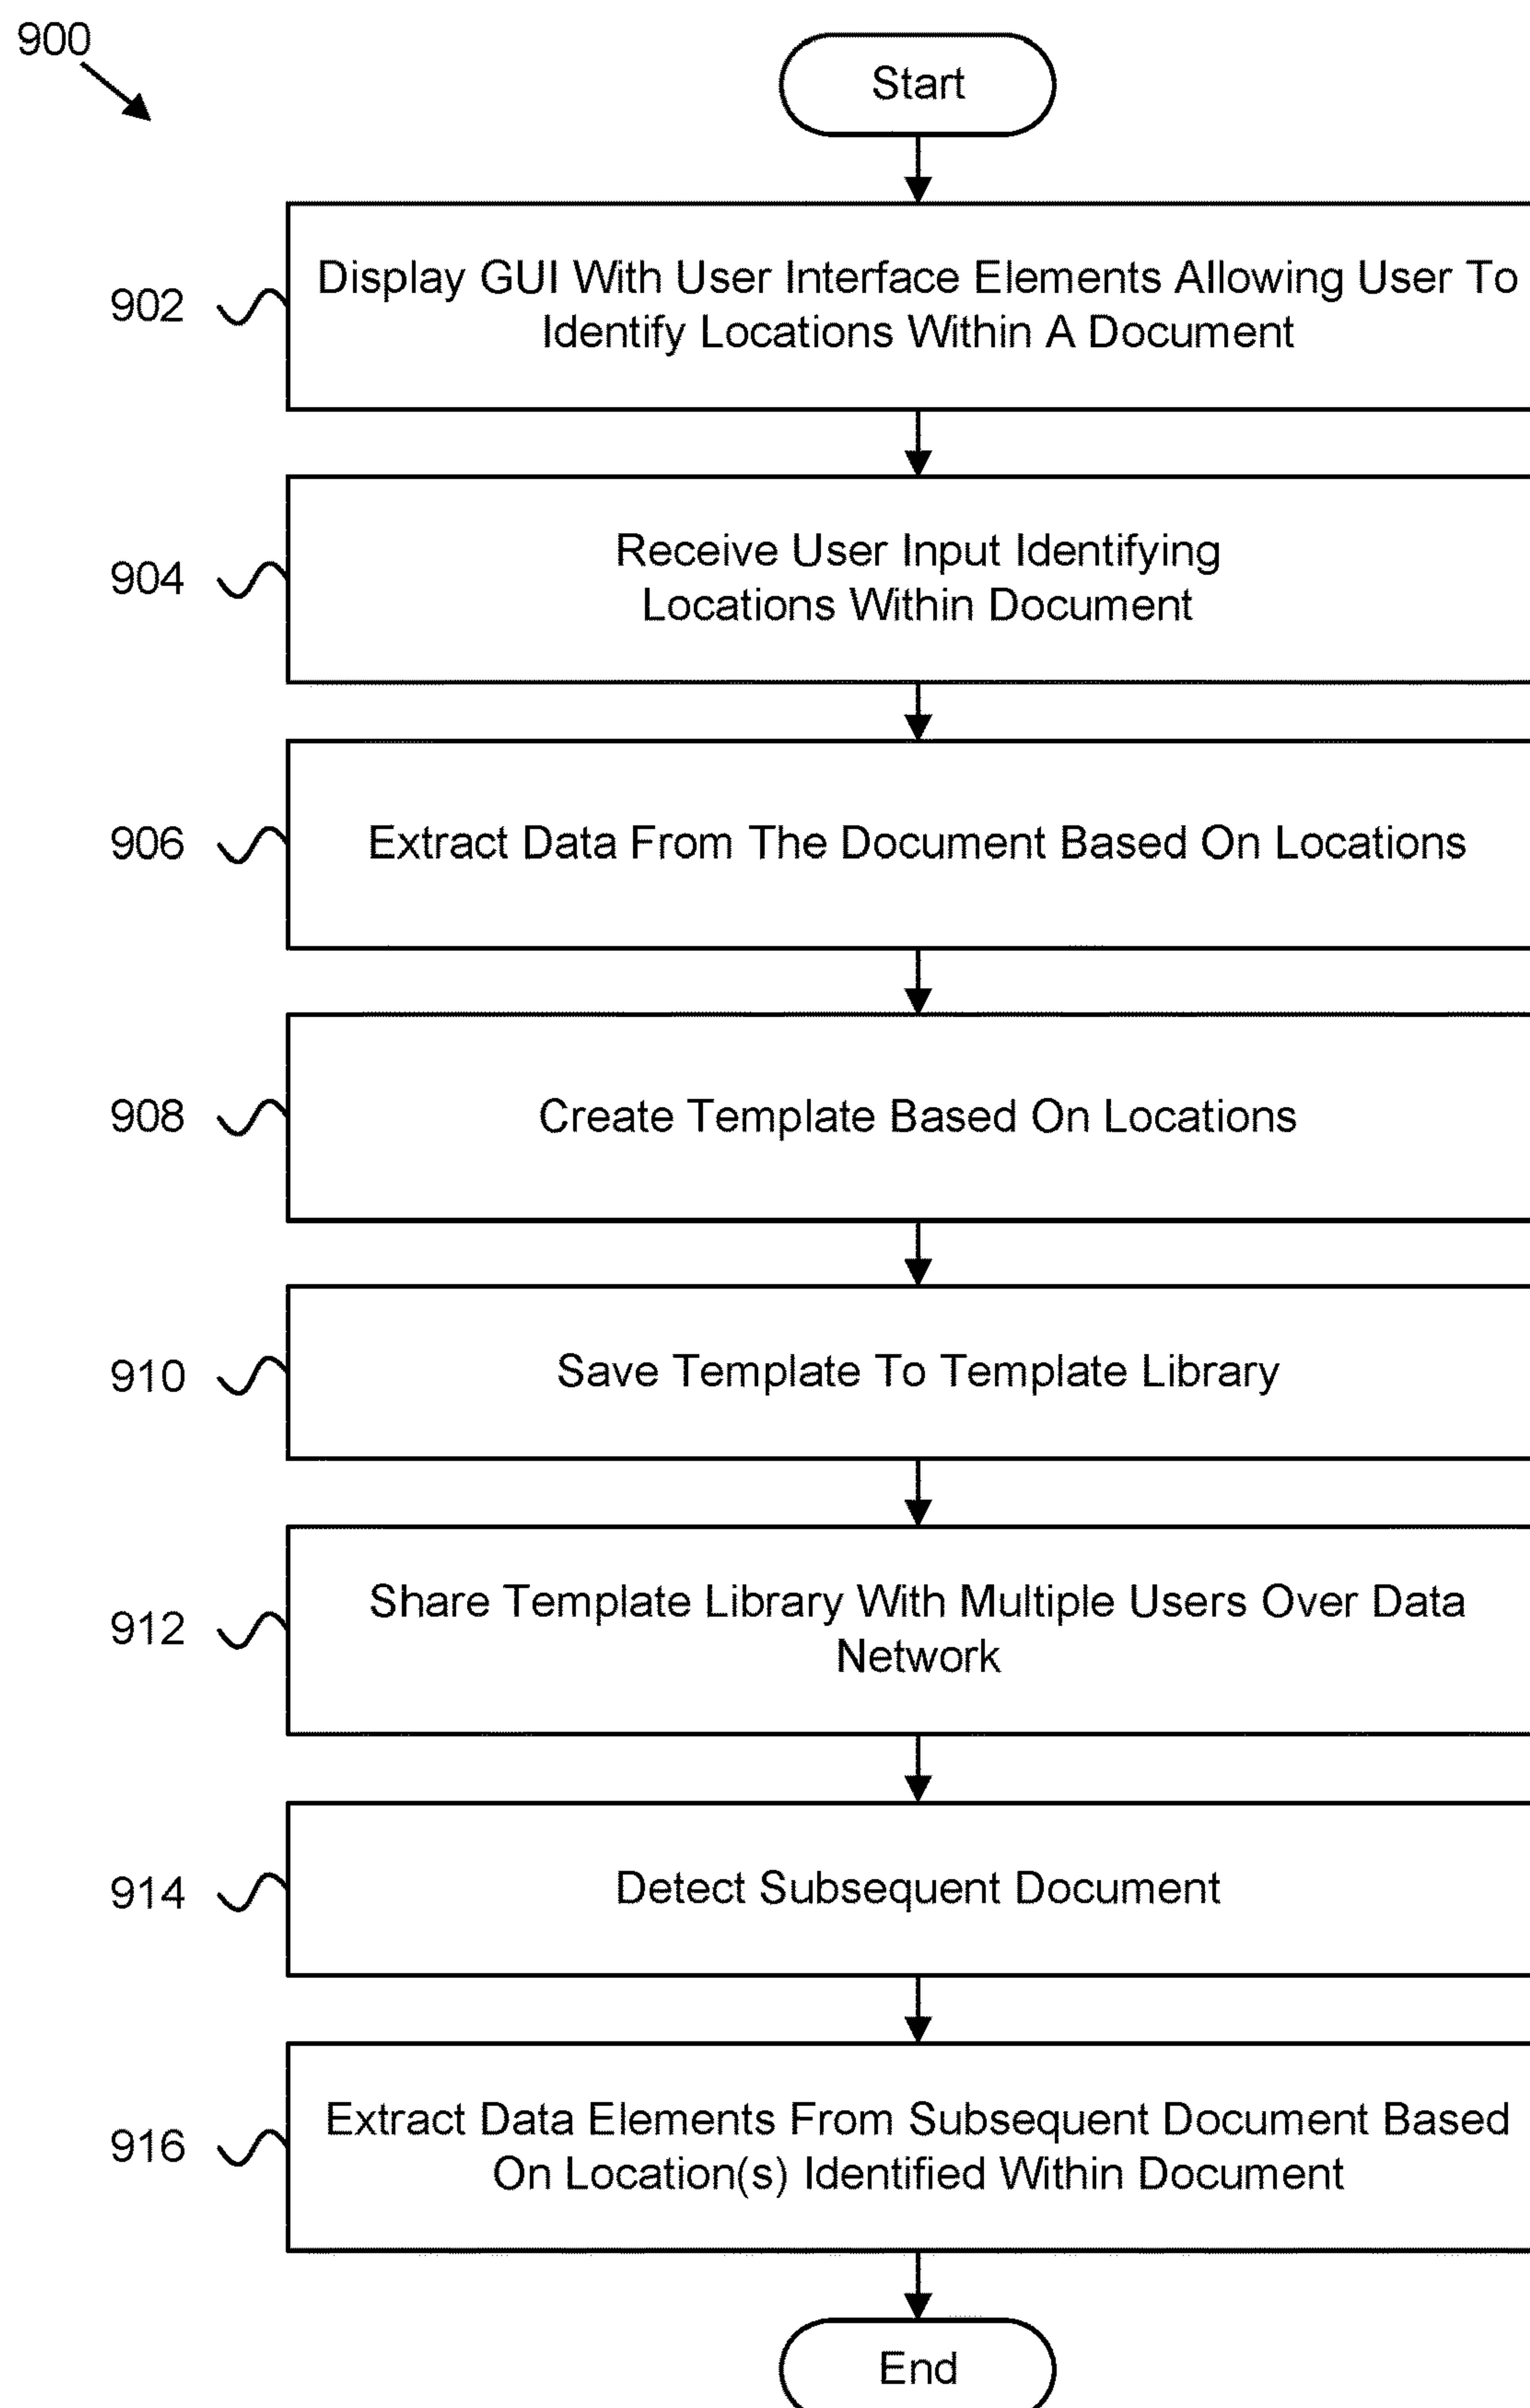 900
Start
902
Display GUI With User Interface Elements Allowing User To
Identify Locations Within A Document
904
Receive User Input Identifying
Locations Within Document
906
Extract Data From The Document Based On Locations
908
Create Template Based On Locations
910
Save Template To Template Library
912
Share Template Library With Multiple Users Over Data
Network
914
Detect Subsequent Document
916
Extract Data Elements From Subsequent Document Based
On Location(s) Identified Within Document
End